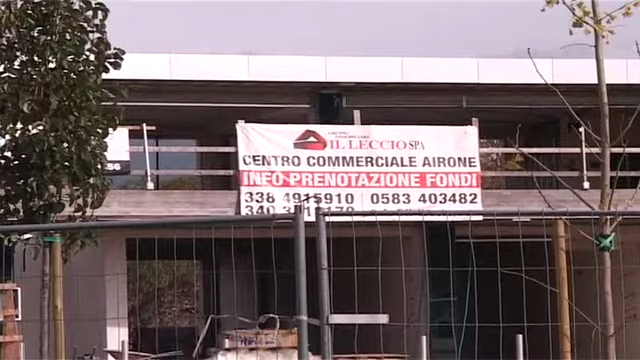 IL LECCIO SPA
CENTRO COMMERCIALE AIRONE
INFO PRENOTAZIONE FONDI
338 4915910 0583 403482